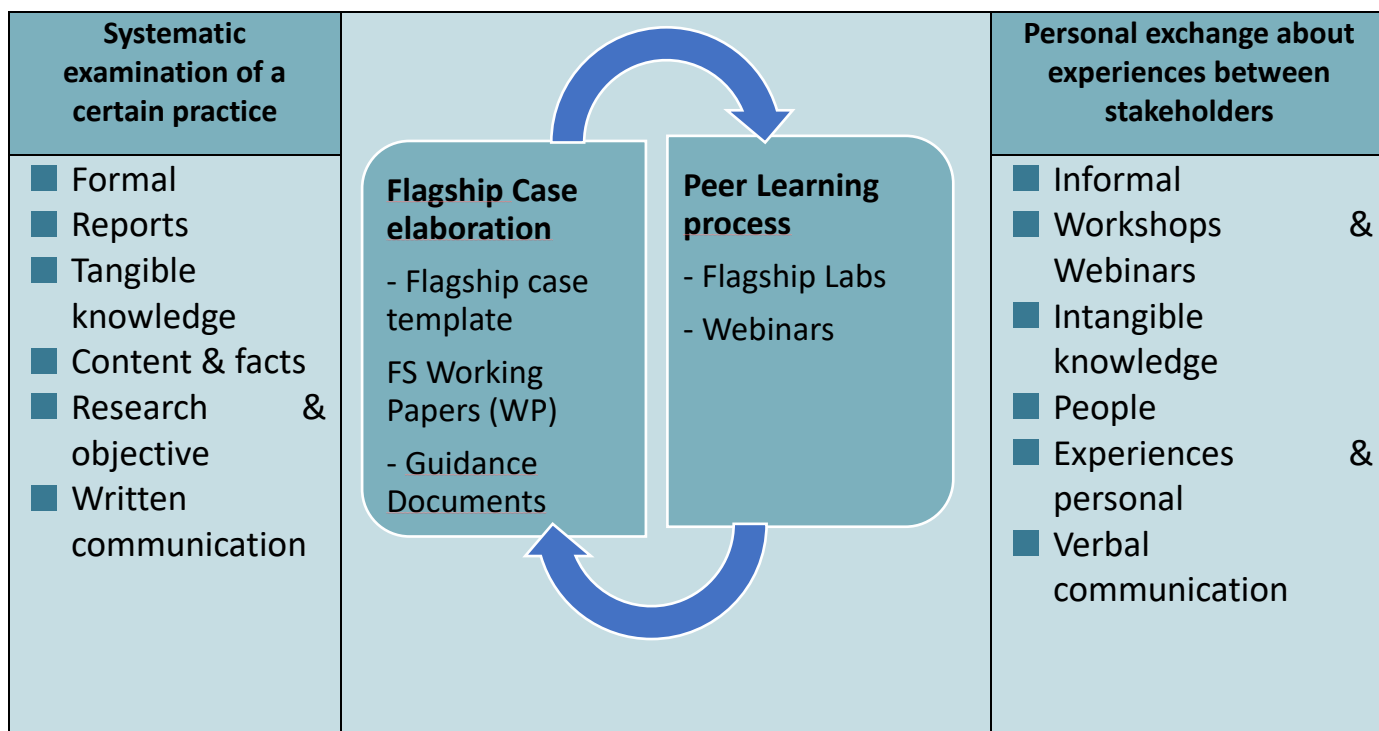 Systematic
examination of a
certain practice
Formal
Reports
Tangible
knowledge
Content & facts
Research &
objective
Written
communication
Flagship Case
elaboration
- Flagship case
template
FS Working
Papers (WP)
- Guidance
Documents
Peer Learning
process
- Flagship Labs
- Webinars
Personal exchange about
experiences between
stakeholders
Informal
Workshops &
Webinars
Intangible
knowledge
People
Experiences &
personal
Verbal
communication